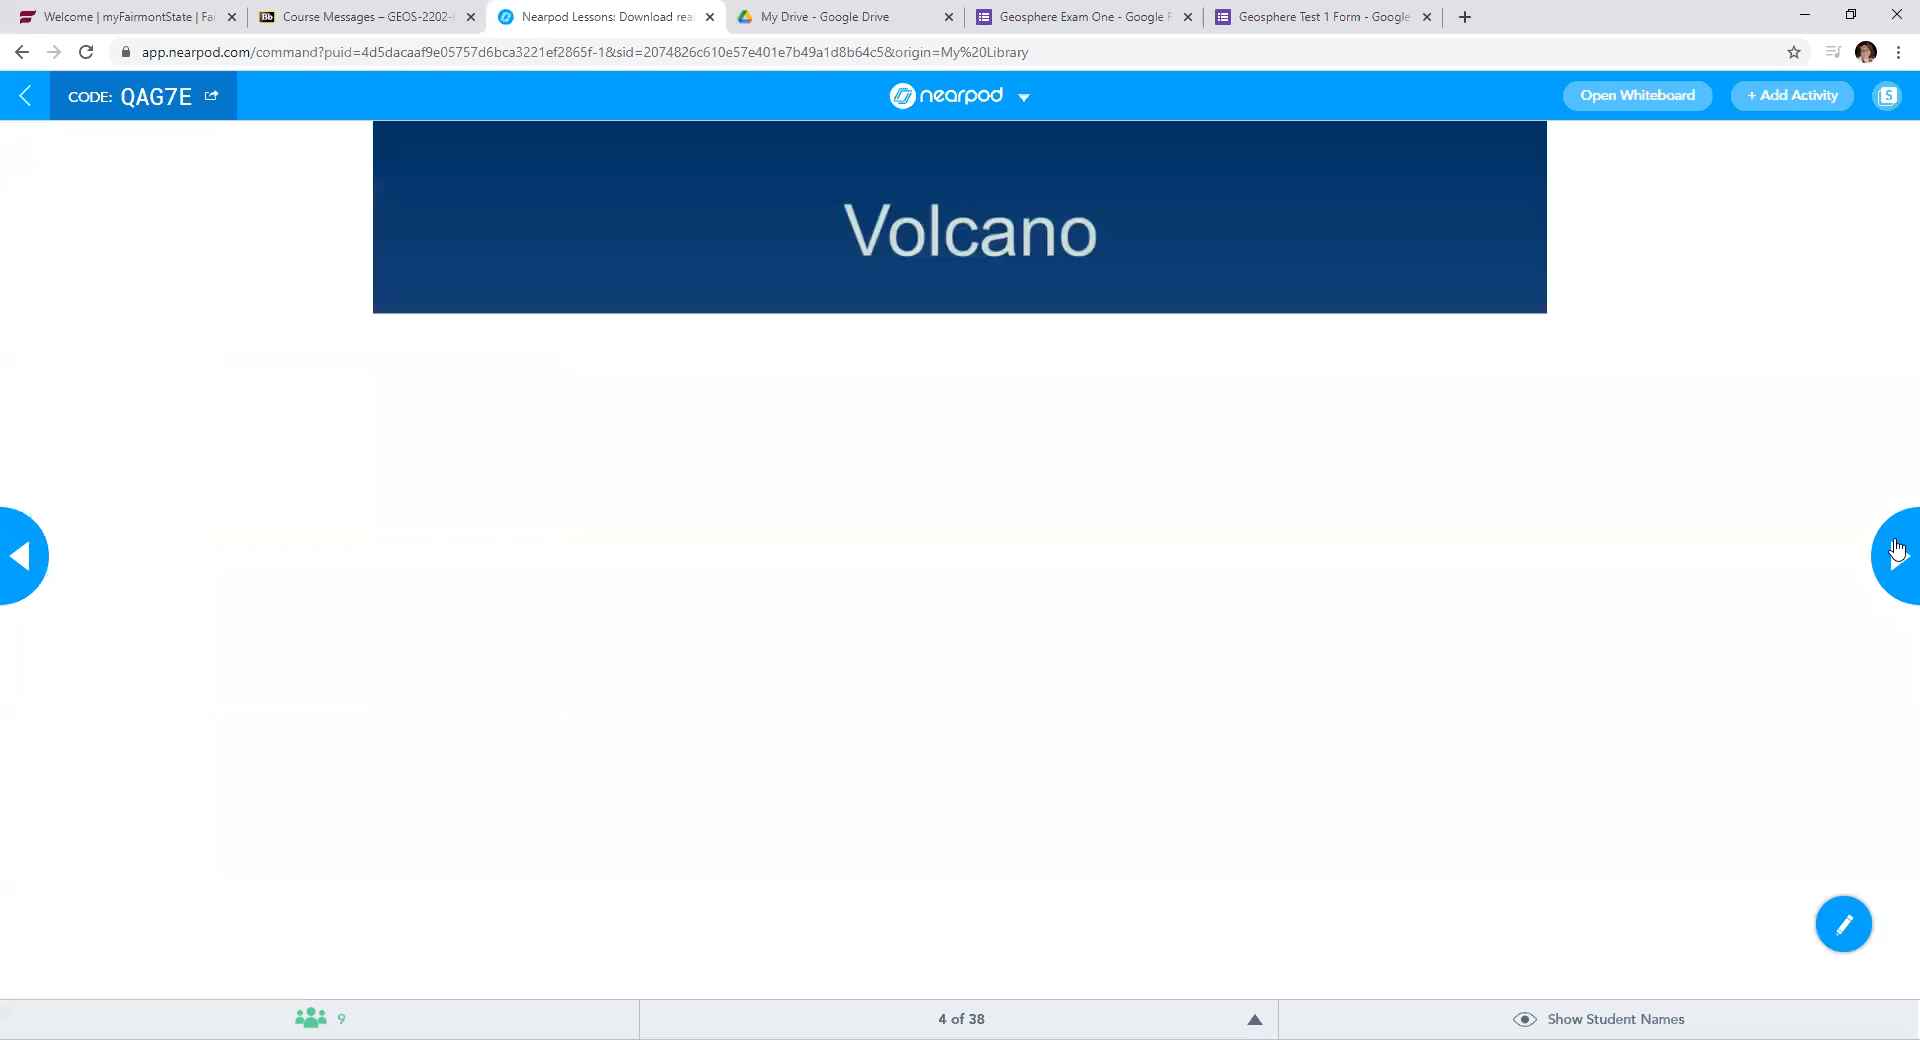 Welcome | myFairmontState | Fai
Bb Course Messages – GEOS-2202-
Nearpod Lessons: Download rea
My Drive - Google Drive
Geosphere Exam One - Google F
Geosphere Test 1 Form - Google
app.nearpod.com/command?puid=4d5dacaaf9e05757d6bca3221ef2865f-1&sid=2074826c610e57e401e7b49a1d8b64c5&origin=My%20Library
CODE: QAG7E
nearpod
Open Whiteboard
+ Add Activity
S
Volcano
9
4 of 38
Show Student Names